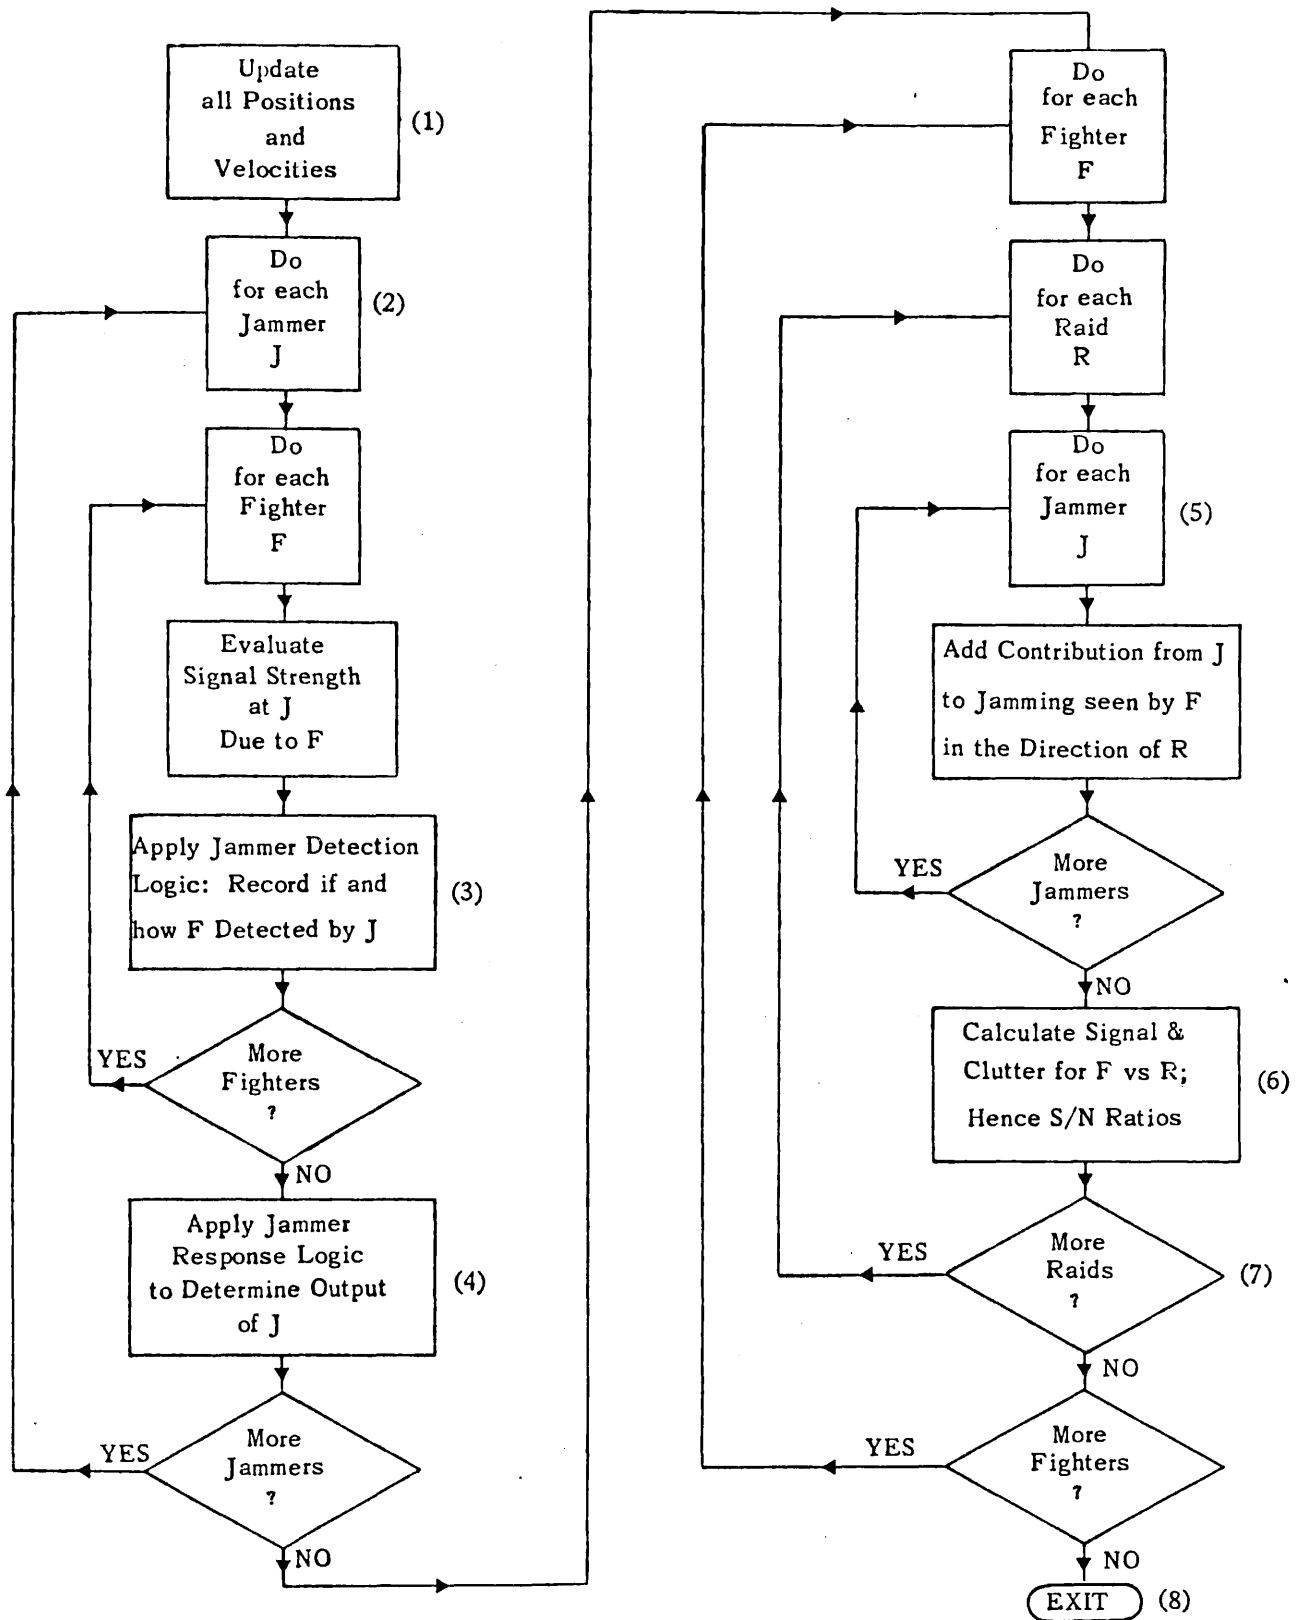 Update
all Positions
and
Velocities
(1)
Do
for each
Jammer
J
(2)
Do
for each
Fighter
F
Evaluate
Signal Strength
at J
Due to F
Apply Jammer Detection
Logic: Record if and
how F Detected by J
(3)
More
Fighters
?
YES
NO
Apply Jammer
Response Logic
to Determine Output
of J
(4)
More
Jammers
?
YES
NO
Do
for each
Fighter
F
Do
for each
Raid
R
Do
for each
Jammer
J
(5)
Add Contribution from J
to Jamming seen by F
in the Direction of R
More
Jammers
?
YES
NO
Calculate Signal &
Clutter for F vs R;
Hence S/N Ratios
(6)
More
Raids
?
YES
(7)
NO
More
Fighters
?
YES
NO
EXIT
(8)